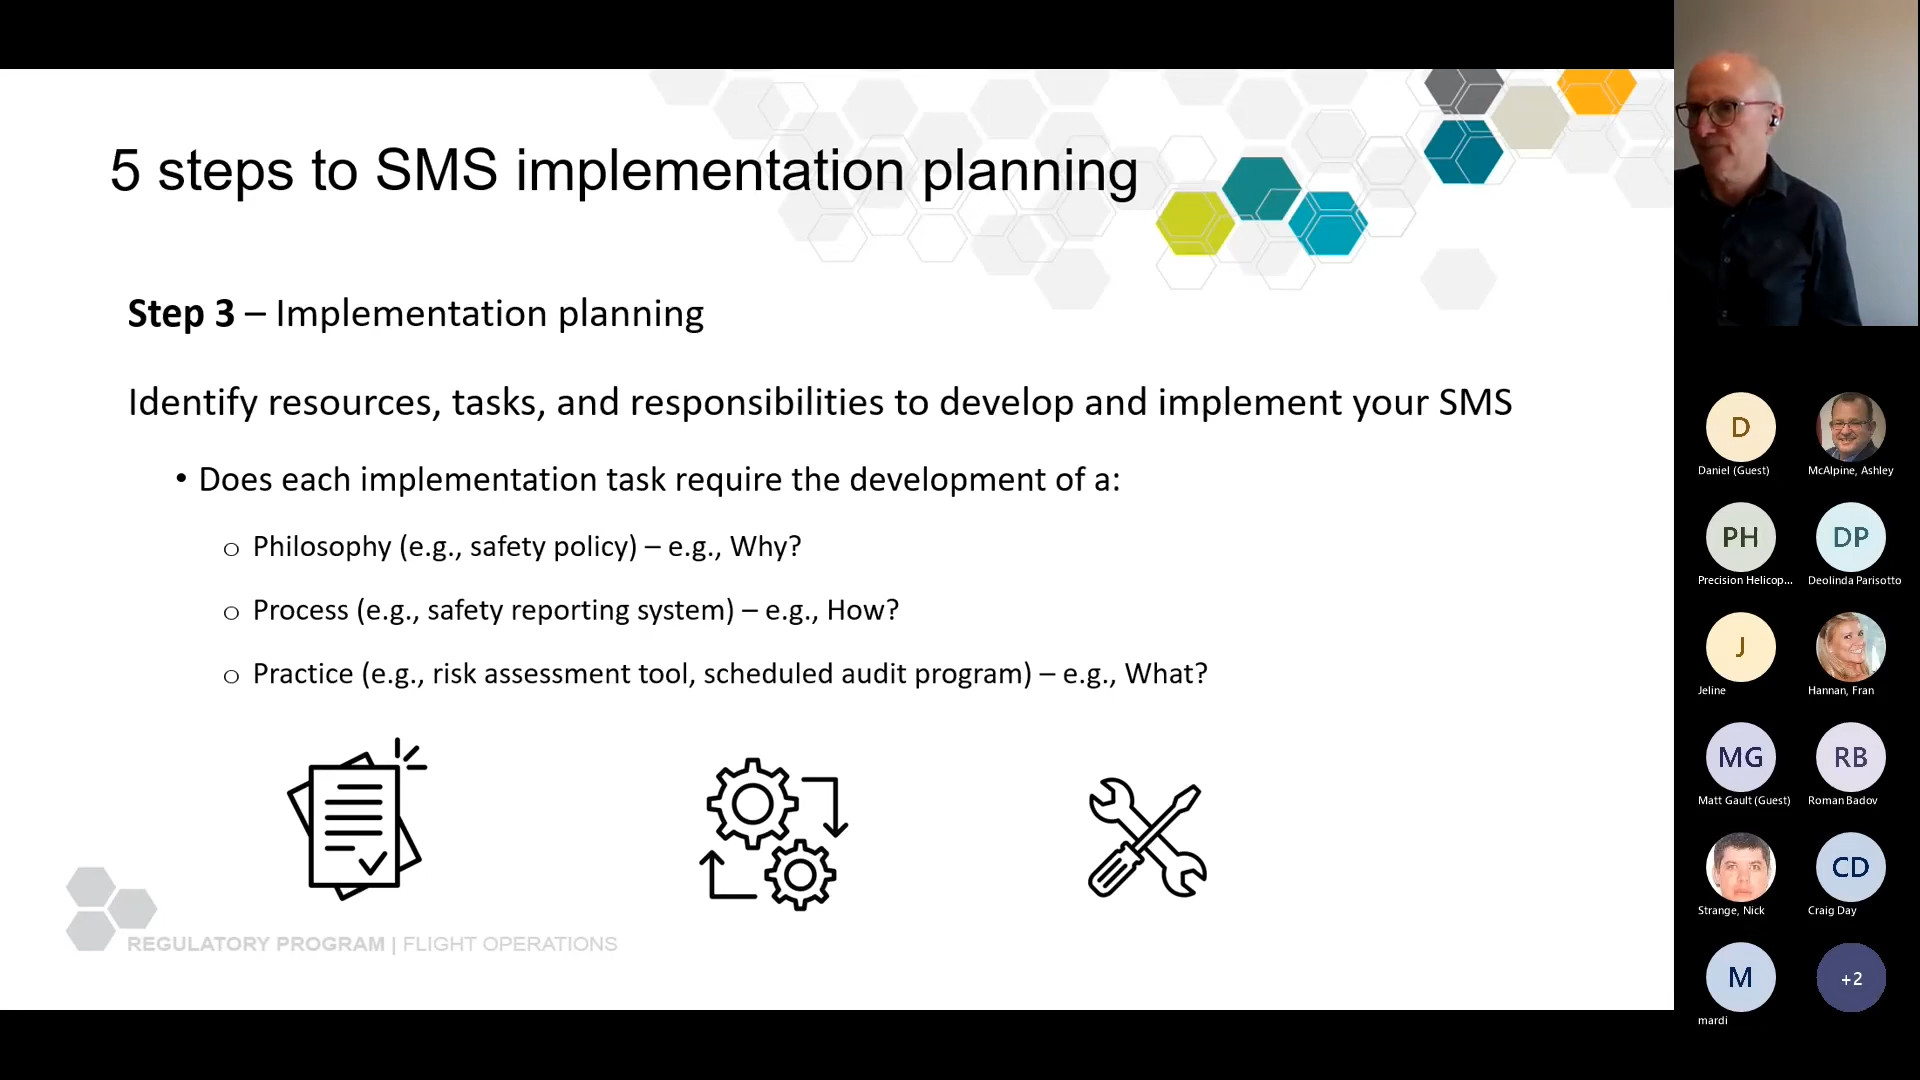 5 steps to SMS implementation planning
Step 3 – Implementation planning
Identify resources, tasks, and responsibilities to develop and implement your SMS
• Does each implementation task require the development of a:
o Philosophy (e.g., safety policy) – e.g., Why?
o Process (e.g., safety reporting system) – e.g., How?
o Practice (e.g., risk assessment tool, scheduled audit program) – e.g., What?
REGULATORY PROGRAM | FLIGHT OPERATIONS
D
Daniel (Guest)
McAlpine, Ashley
PH
Precision Helicop...
DP
Deolinda Parisotto
J
Jeline
Hannan, Fran
MG
Matt Gault (Guest)
RB
Roman Badov
Strange, Nick
CD
Craig Day
M
mardi
+2